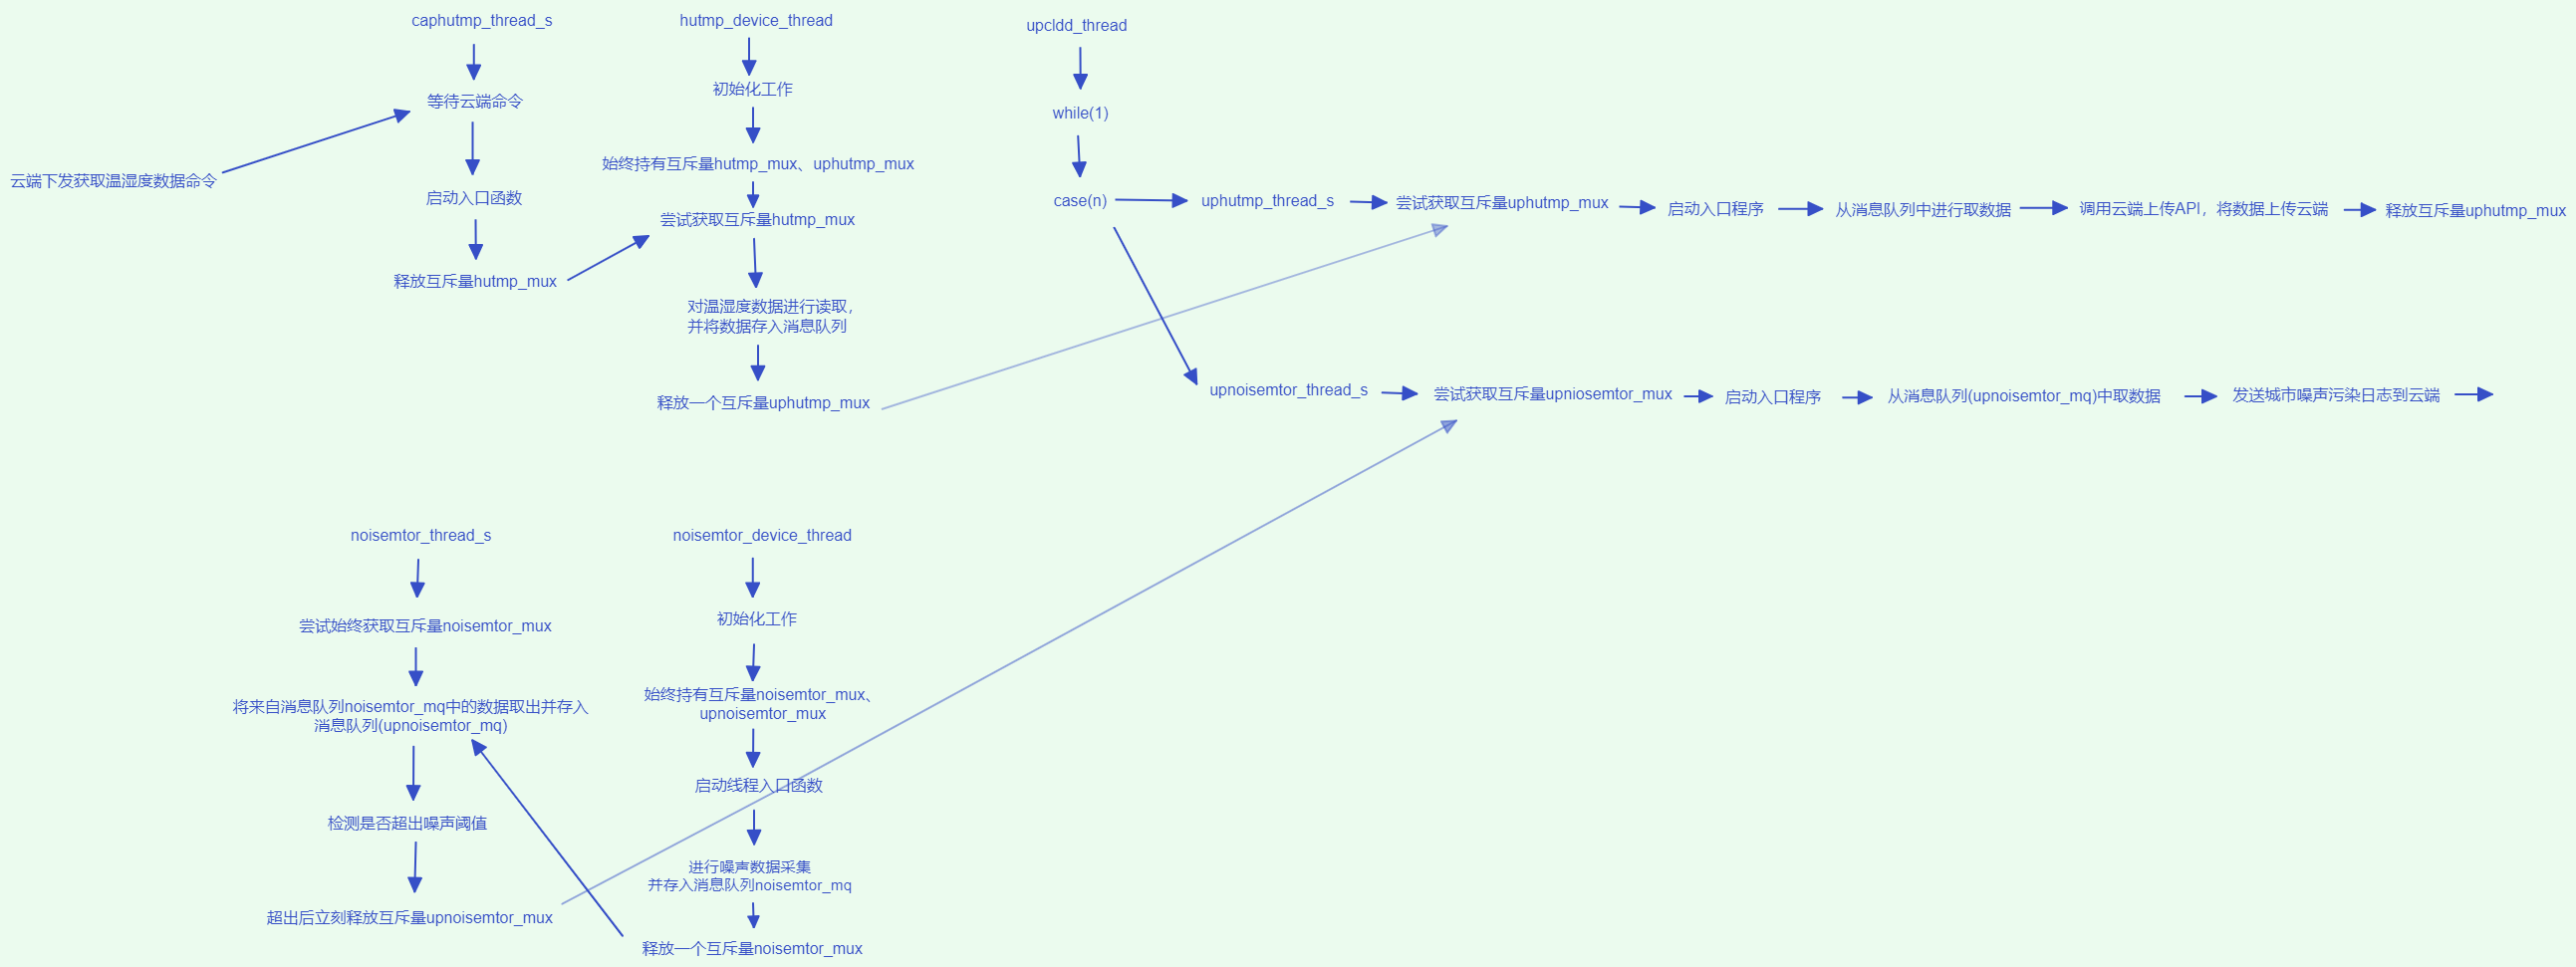 caphutmp_thread_s
等待云端命令
云端下发获取温湿度数据命令
启动入口函数
释放互斥量hutmp_mux
hutmp_device_thread
初始化工作
始终持有互斥量hutmp_mux、uphutmp_mux
尝试获取互斥量hutmp_mux
对温湿度数据进行读取，
并将数据存入消息队列
释放一个互斥量uphutmp_mux
upcldd_thread
while(1)
case(n)
uphutmp_thread_s
尝试获取互斥量uphutmp_mux
启动入口程序
从消息队列中进行取数据
调用云端上传API，将数据上传云端
释放互斥量uphutmp_mux
upnoisemtor_thread_s
尝试获取互斥量upniosemtor_mux
启动入口程序
从消息队列(upnoisemtor_mq)中取数据
发送城市噪声污染日志到云端
noisemtor_thread_s
尝试始终获取互斥量noisemtor_mux
将来自消息队列noisemtor_mq中的数据取出并存入
消息队列(upnoisemtor_mq)
检测是否超出噪声阈值
超出后立刻释放互斥量upnoisemtor_mux
noisemtor_device_thread
初始化工作
始终持有互斥量noisemtor_mux、
upnoisemtor_mux
启动线程入口函数
进行噪声数据采集
并存入消息队列noisemtor_mq
释放一个互斥量noisemtor_mux